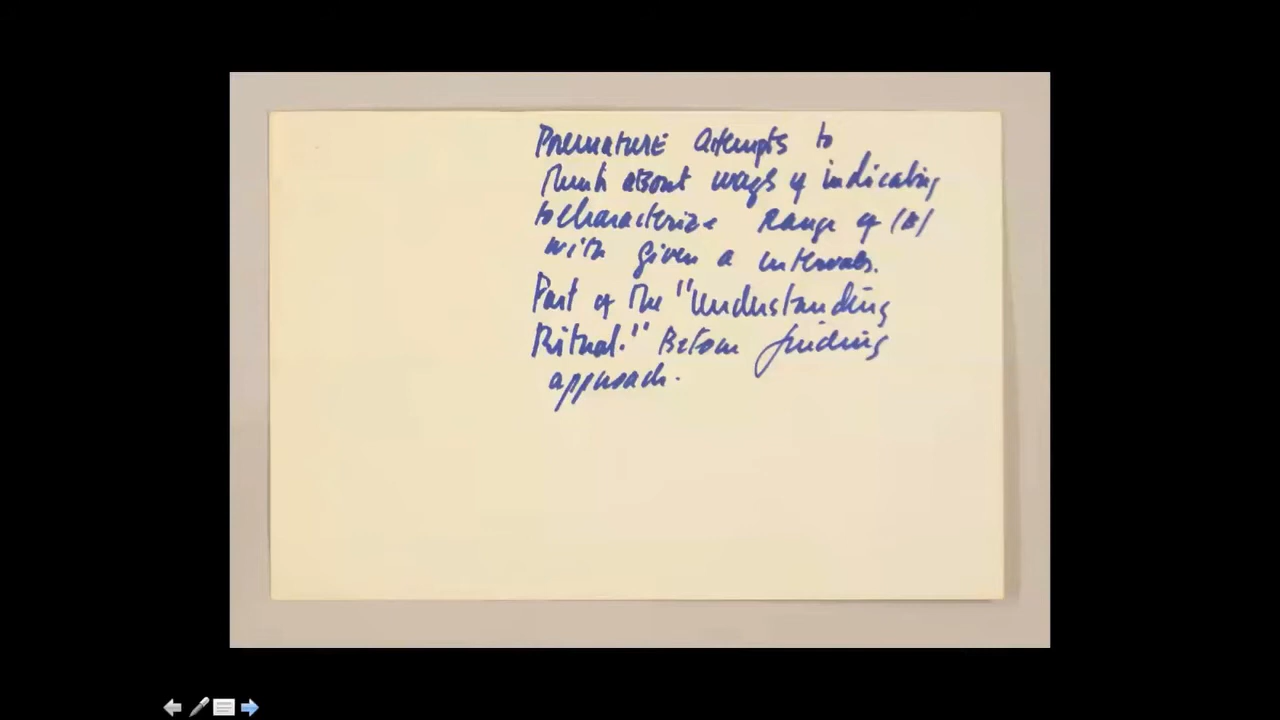 Premature attempts to
think about ways of indicating
to characterize Range of (B)
with given a intervals.
Part of the "Understanding
Ritual." Before finding
approach.